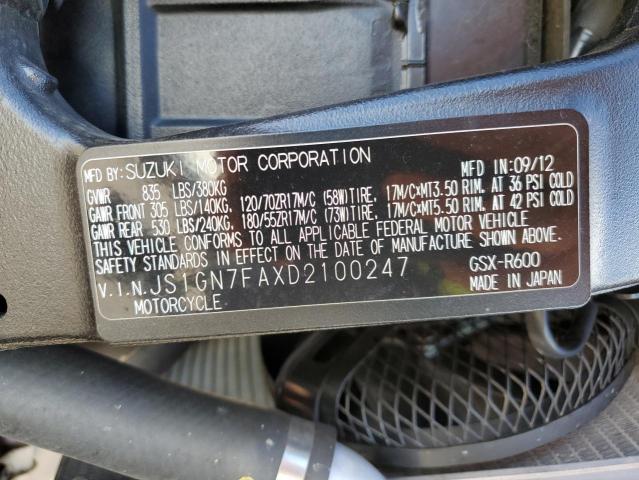 MFD BY: SUZUKI MOTOR CORPORATION MFD IN: 09/12
GVWR 835 LBS/380KG
GAWR FRONT 305 LBS/140KG, 120/70ZR17M/C (58W)TIRE, 17M/C×MT3.50 RIM. AT 36 PSI COLD
GAWR REAR 530 LBS/240KG, 180/55ZR17M/C (73W)TIRE, 17M/C×MT5.50 RIM. AT 42 PSI COLD
THIS VEHICLE CONFORMS TO ALL APPLICABLE FEDERAL MOTOR VEHICLE
SAFETY STANDARDS IN EFFECT ON THE DATE OF MANUFACTURE SHOWN ABOVE.
V.I.N. JS1GN7FAXD2100247 GSX-R600
MOTORCYCLE MADE IN JAPAN